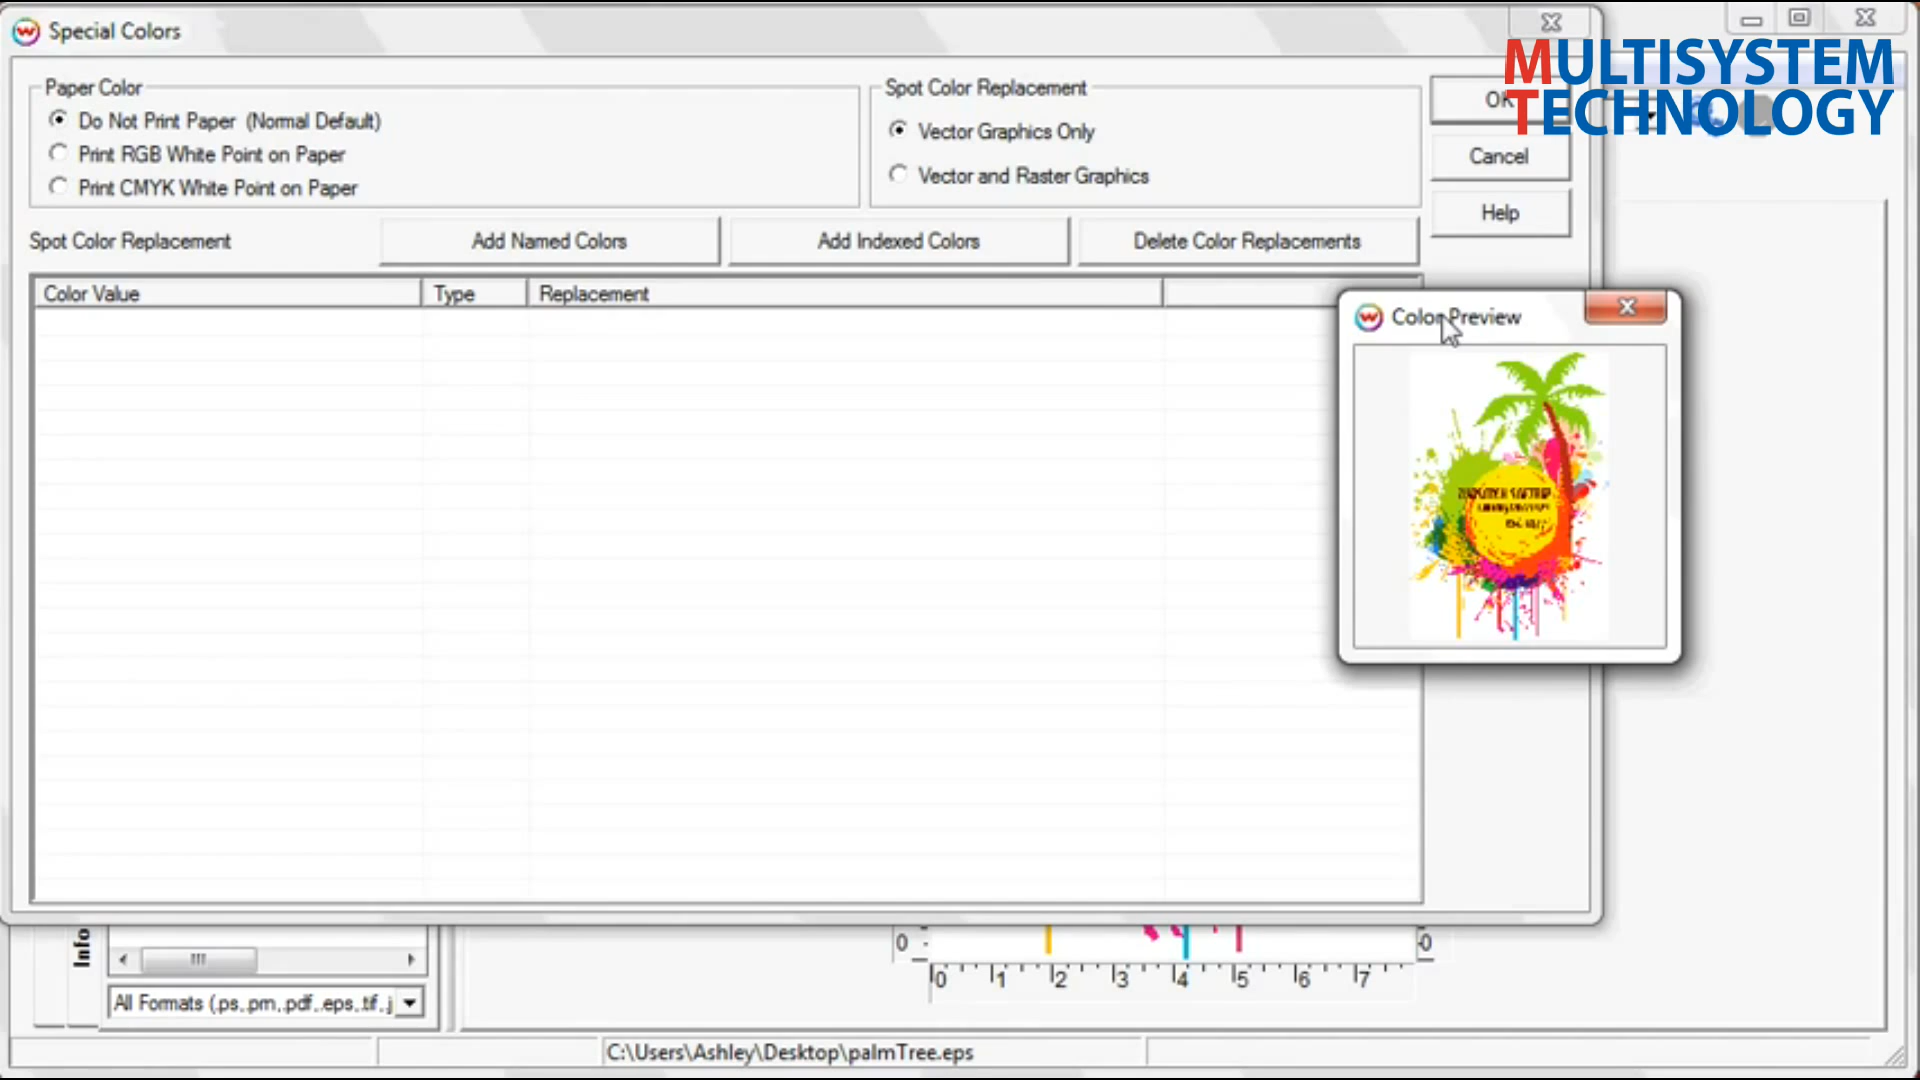 Special Colors
MULTISYSTEM
TECHNOLOGY
Paper Color
Do Not Print Paper (Normal Default)
Print RGB White Point on Paper
Print CMYK White Point on Paper
Spot Color Replacement
Vector Graphics Only
Vector and Raster Graphics
OK
Cancel
Help
Spot Color Replacement
Add Named Colors
Add Indexed Colors
Delete Color Replacements
Color Value
Type
Replacement
Color Preview
Info
0
0
0 1 2 3 4 5 6 7
All Formats (.ps,.prn,.pdf,.eps,.tif,.j
C:\Users\Ashley\Desktop\palmTree.eps